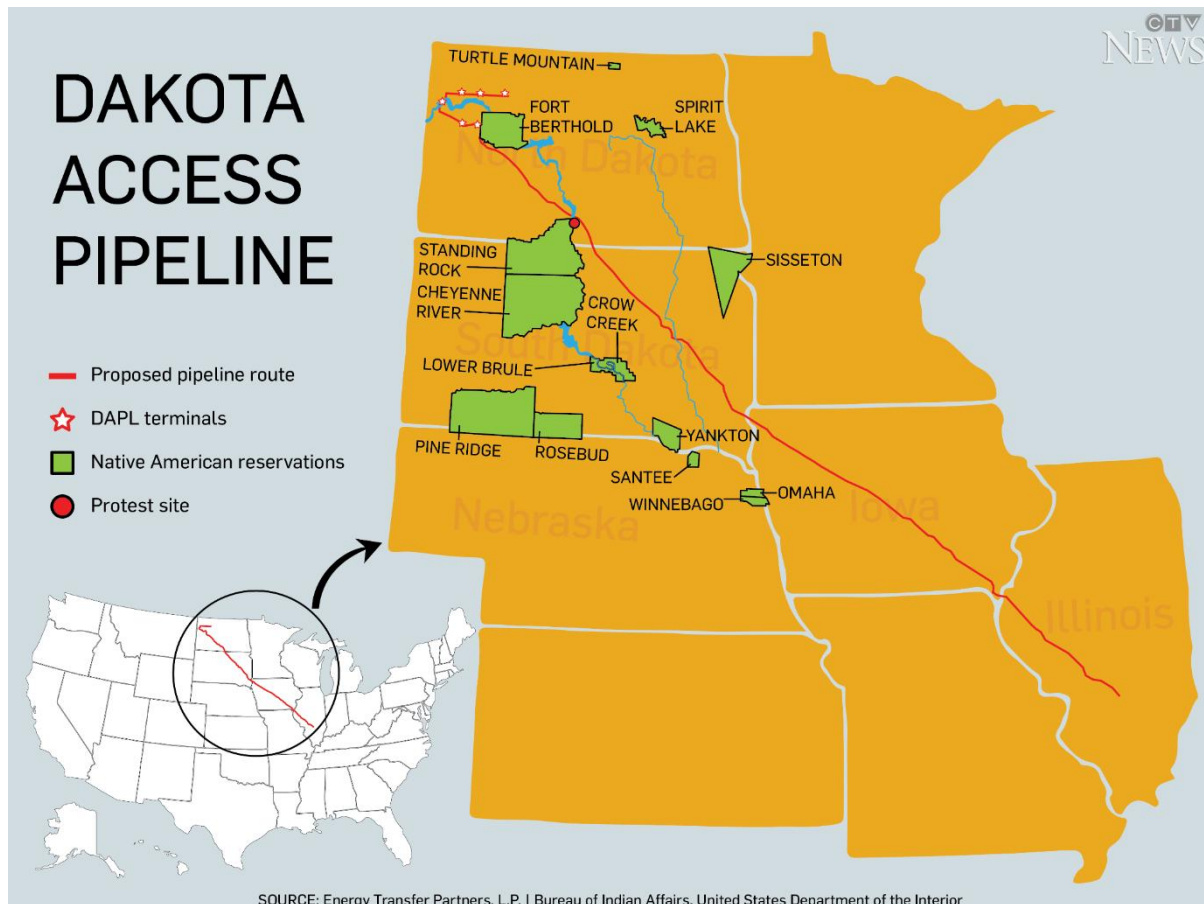 CTV
NEWS
DAKOTA
ACCESS
PIPELINE
Proposed pipeline route
DAPL terminals
Native American reservations
Protest site
TURTLE MOUNTAIN
FORT
BERTHOLD
SPIRIT
LAKE
North Dakota
STANDING
ROCK
CHEYENNE
RIVER
SISSETON
CROW
CREEK
South Dakota
LOWER BRULE
PINE RIDGE
ROSEBUD
YANKTON
SANTEE
WINNEBAGO
OMAHA
Nebraska
Iowa
Illinois
SOURCE: Energy Transfer Partners, L.P. | Bureau of Indian Affairs, United States Department of the Interior